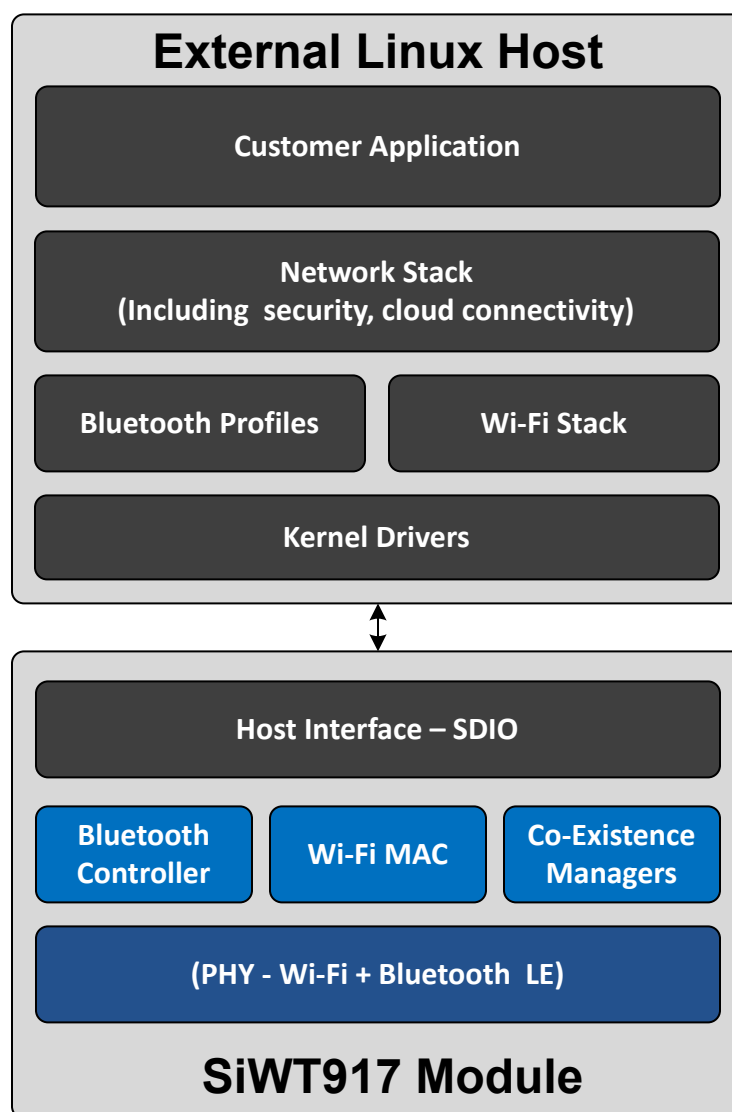 External Linux Host
Customer Application
Network Stack
(Including  security, cloud connectivity)
Bluetooth Profiles
Wi-Fi Stack
Kernel Drivers
Host Interface – SDIO
Bluetooth
Controller
Wi-Fi MAC
Co-Existence
Managers
(PHY - Wi-Fi + Bluetooth  LE)
SiWT917 Module